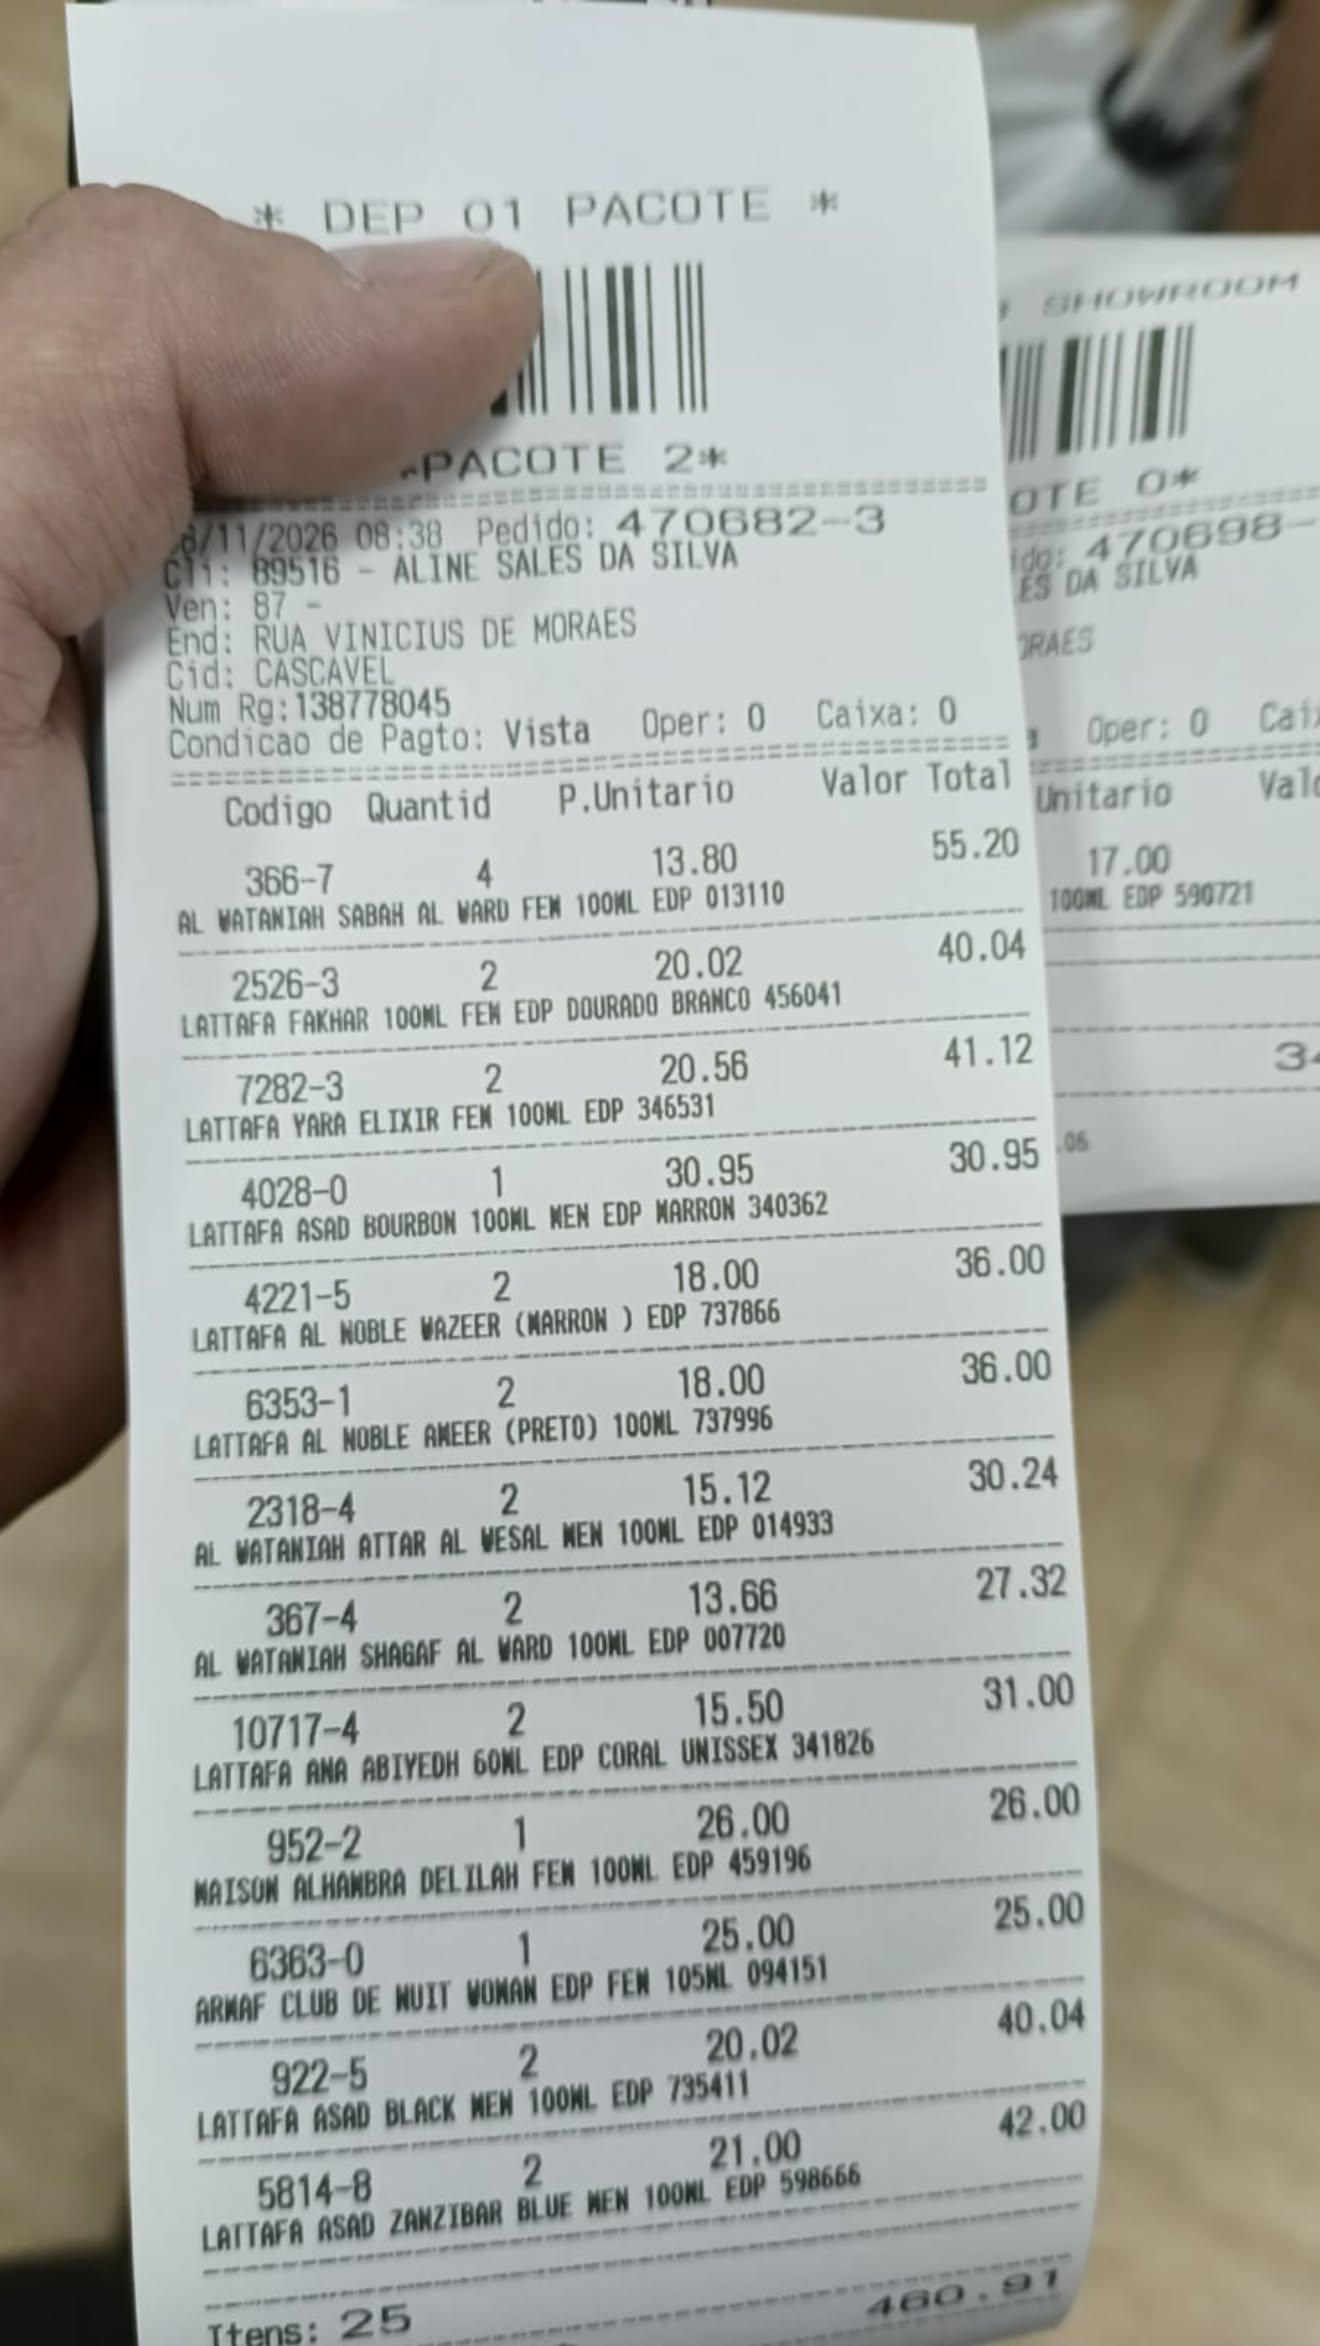 * DEP 01 PACOTE *
PACOTE 2*
8/11/2026 08:38 Pedido: 470682-3
Cli: 89516 - ALINE SALES DA SILVA
Ven: 87 -
End: RUA VINICIUS DE MORAES
Cid: CASCAVEL
Num Rg:138778045
Condicao de Pagto: Vista Oper: 0 Caixa: 0
Codigo Quantid P.Unitario Valor Total
366-7 4 13.80 55.20
AL WATANIAH SABAH AL WARD FEM 100ML EDP 013110
2526-3 2 20.02 40.04
LATTAFA FAKHAR 100ML FEM EDP DOURADO BRANCO 456041
7282-3 2 20.56 41.12
LATTAFA YARA ELIXIR FEM 100ML EDP 346531
4028-0 1 30.95 30.95
LATTAFA ASAD BOURBON 100ML MEN EDP MARRON 340362
4221-5 2 18.00 36.00
LATTAFA AL NOBLE WAZEER (MARRON ) EDP 737866
6353-1 2 18.00 36.00
LATTAFA AL NOBLE AMEER (PRETO) 100ML 737996
2318-4 2 15.12 30.24
AL WATANIAH ATTAR AL WESAL MEN 100ML EDP 014933
367-4 2 13.66 27.32
AL WATANIAH SHAGAF AL WARD 100ML EDP 007720
10717-4 2 15.50 31.00
LATTAFA ANA ABIYEDH 60ML EDP CORAL UNISSEX 341826
952-2 1 26.00 26.00
MAISON ALHAMBRA DELILAH FEM 100ML EDP 459196
6363-0 1 25.00 25.00
ARMAF CLUB DE NUIT WOMAN EDP FEM 105ML 094151
922-5 2 20.02 40.04
LATTAFA ASAD BLACK MEN 100ML EDP 735411
5814-8 2 21.00 42.00
LATTAFA ASAD ZANZIBAR BLUE MEN 100ML EDP 598666
Itens: 25 460.91
SHOWROOM
OTE 0*
ido: 470698-
ES DA SILVA
ORAES
Oper: 0 Caix
Unitario Valo
17.00
100ML EDP 590721
34
.06